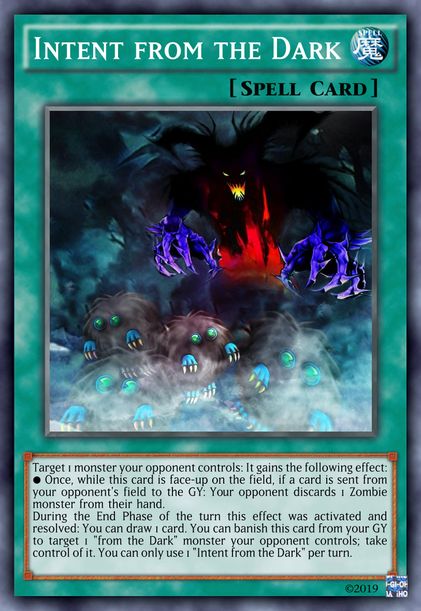 INTENT FROM THE DARK
SPELL
魔
[ SPELL CARD ]
Target 1 monster your opponent controls: It gains the following effect:
● Once, while this card is face-up on the field, if a card is sent from
your opponent's field to the GY: Your opponent discards 1 Zombie
monster from their hand.
During the End Phase of the turn this effect was activated and
resolved: You can draw 1 card. You can banish this card from your GY
to target 1 "from the Dark" monster your opponent controls; take
control of it. You can only use 1 "Intent from the Dark" per turn.
©2019